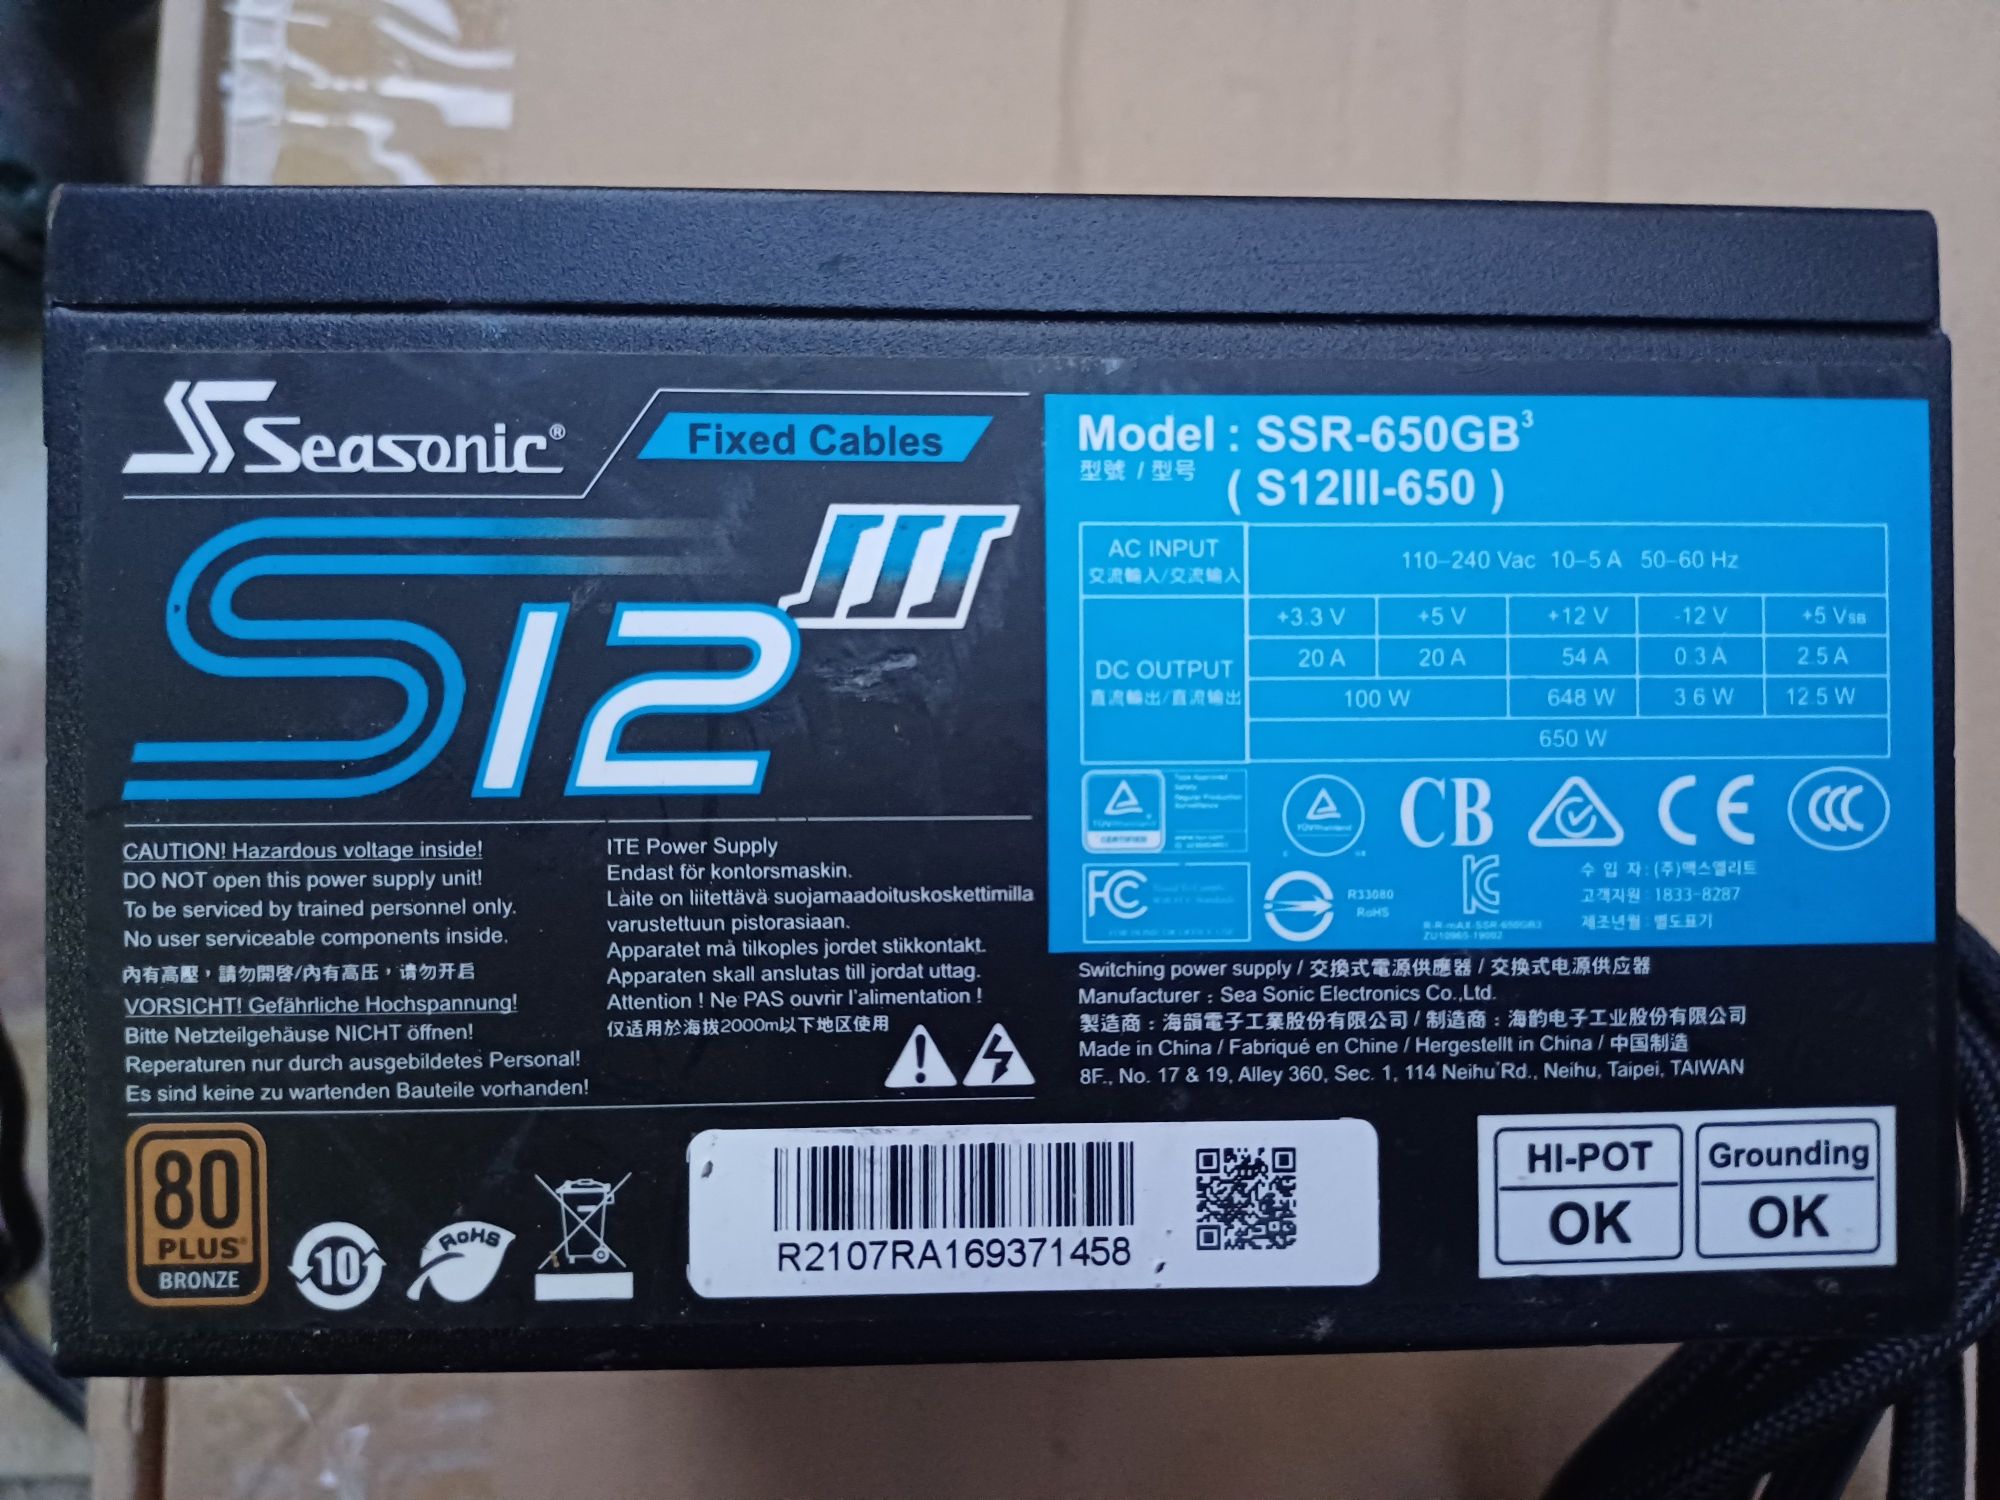 Seasonic®
Fixed Cables
S12 III
CAUTION! Hazardous voltage inside!
DO NOT open this power supply unit!
To be serviced by trained personnel only.
No user serviceable components inside.
內有高壓，請勿開啓/内有高压，请勿开启
VORSICHT! Gefährliche Hochspannung!
Bitte Netzteilgehäuse NICHT öffnen!
Reperaturen nur durch ausgebildetes Personal!
Es sind keine zu wartenden Bauteile vorhanden!
ITE Power Supply
Endast för kontorsmaskin.
Laite on liitettävä suojamaadoituskoskettimilla
varustettuun pistorasiaan.
Apparatet må tilkoples jordet stikkontakt.
Apparaten skall anslutas till jordat uttag.
Attention ! Ne PAS ouvrir l'alimentation !
仅适用於海拔2000m以下地区使用
Model : SSR-650GB³
型號 / 型号
( S12III-650 )
AC INPUT
交流輸入/交流输入
110–240 Vac 10–5 A 50–60 Hz
DC OUTPUT
直流輸出/直流输出
+3.3 V +5 V +12 V -12 V +5 VSB
20 A 20 A 54 A 0.3 A 2.5 A
100 W 648 W 3.6 W 12.5 W
650 W
TÜVRheinland
CERTIFIED
TÜVRheinland
CB
CE
CCC
FC
R33080
RoHS
수 입 자 : (주)맥스엘리트
고객지원 : 1833-8287
제조년월 : 별도표기
Switching power supply / 交換式電源供應器 / 交换式电源供应器
Manufacturer : Sea Sonic Electronics Co.,Ltd.
製造商 : 海韻電子工業股份有限公司 / 制造商 : 海韵电子工业股份有限公司
Made in China / Fabriqué en Chine / Hergestellt in China / 中国制造
8F., No. 17 & 19, Alley 360, Sec. 1, 114 Neihu Rd., Neihu, Taipei, TAIWAN
80
PLUS
BRONZE
10
RoHS
R2107RA169371458
HI-POT
OK
Grounding
OK